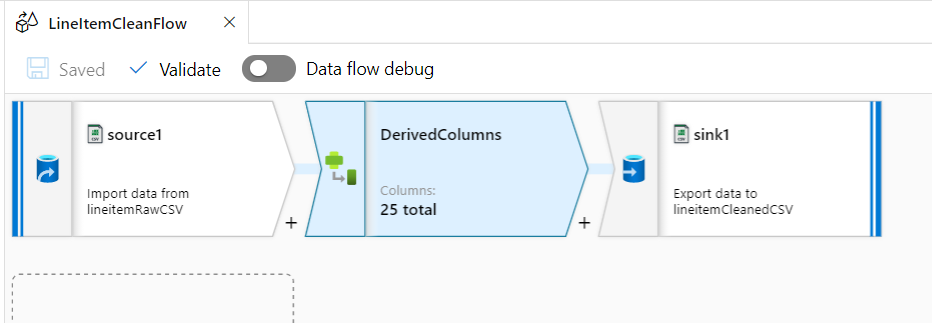 LineItemCleanFlow
Saved
Validate
Data flow debug
source1
Import data from
lineitemRawCSV
+
DerivedColumns
Columns:
25 total
+
sink1
Export data to
lineitemCleanedCSV